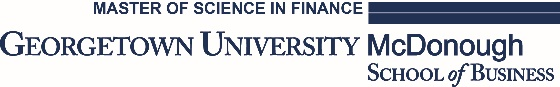 MASTER OF SCIENCE IN FINANCE
GEORGETOWN UNIVERSITY McDonough
SCHOOL of BUSINESS